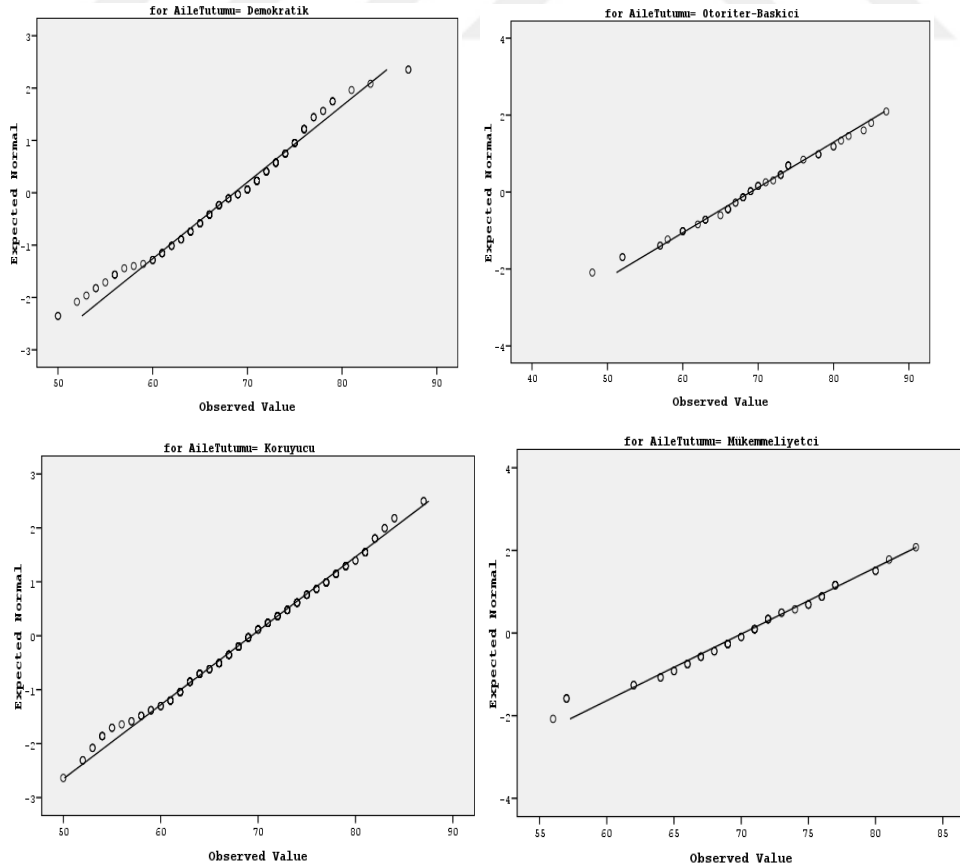 for AileTutumu= Demokratik
3
2
1
0
-1
-2
-3
Expected Normal
50 60 70 80 90
Observed Value
for AileTutumu= Otoriter-Baskici
4
2
0
-2
-4
Expected Normal
40 50 60 70 80 90
Observed Value
for AileTutumu= Koruyucu
3
2
1
0
-1
-2
-3
Expected Normal
50 60 70 80 90
Observed Value
for AileTutumu= Mükemmeliyetci
4
2
0
-2
-4
Expected Normal
55 60 65 70 75 80 85
Observed Value